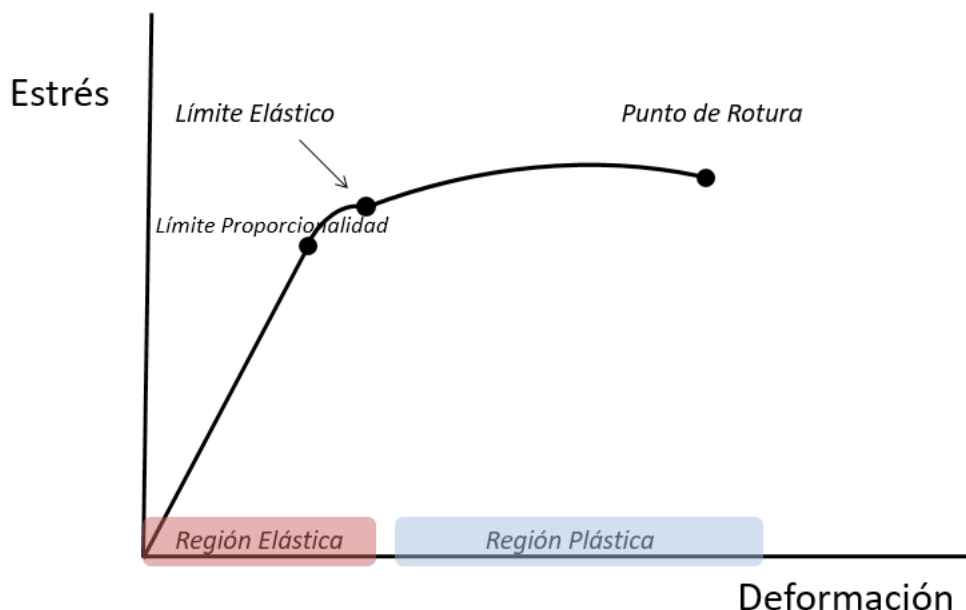 Estrés
Límite Elástico
Punto de Rotura
Límite Proporcionalidad
Región Elástica
Región Plástica
Deformación